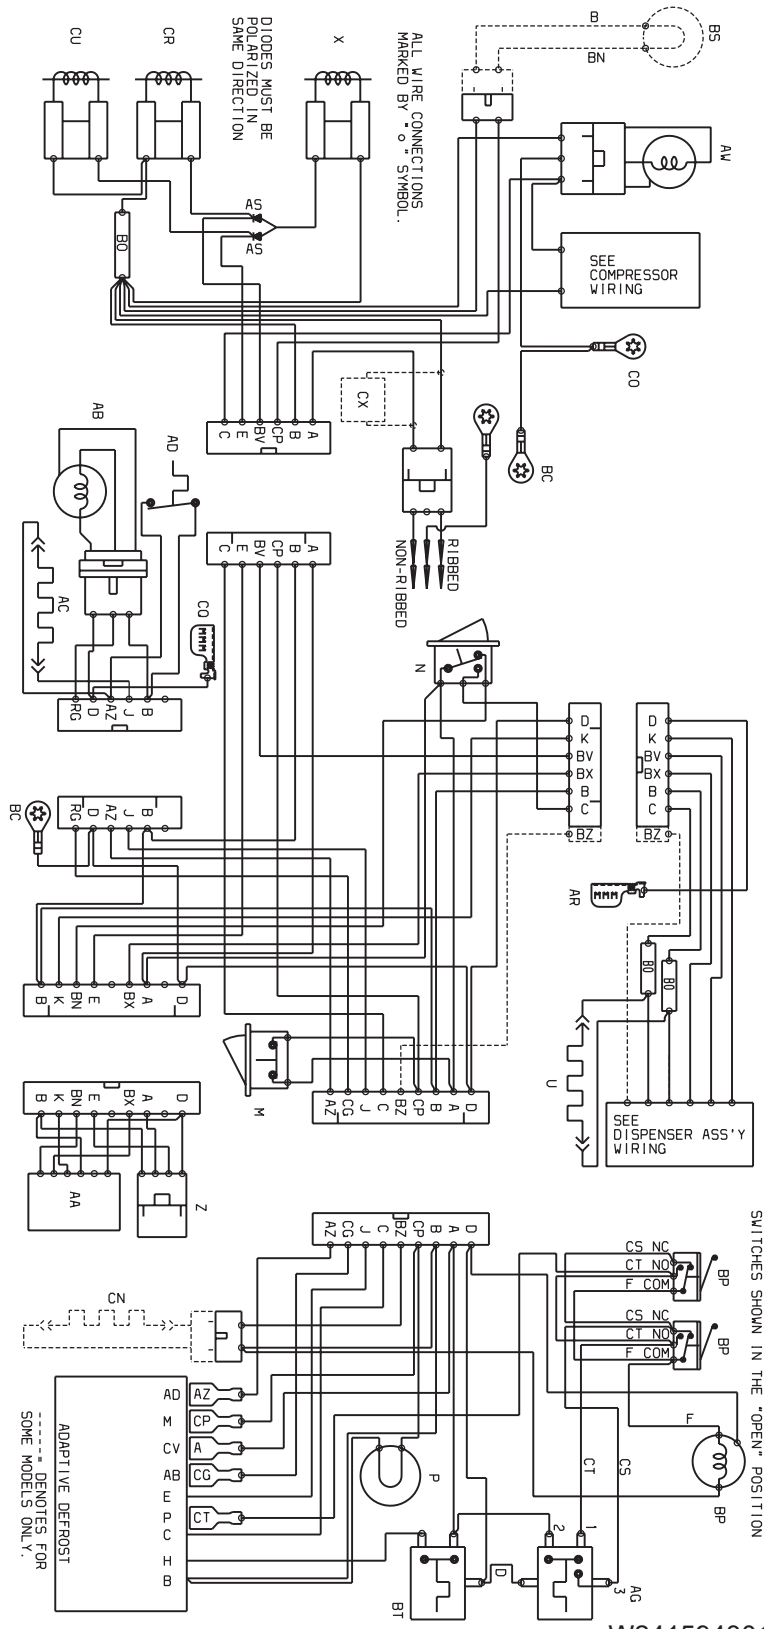 CU
CR
DIODES MUST BE
POLARIZED IN
SAME DIRECTION
X
ALL WIRE CONNECTIONS
MARKED BY "o" SYMBOL.
B
BN
BS
AW
AS
AS
BO
SEE
COMPRESSOR
WIRING
CO
CX
BC
C E BV CP B A
AB
AD
AC
CO
C E BV CP B A
RIBBED
NON-RIBBED
N
RG D AZ J B
D
K
BV
BX
B
C
BZ
D
K
BV
BX
B
C
BZ
BC
RG D AZ J B
AR
BO
BO
B K BN E BX A D
M
U
AZ CG J C BZ CP B A D
SEE
DISPENSER ASS'Y
WIRING
B K BN E BX A D
AA
Z
AZ CG J C BZ CP B A D
SWITCHES SHOWN IN THE "OPEN" POSITION
CS NC
CT NO
F COM
BP
CS NC
CT NO
F COM
BP
CN
F
BP
CT
CS
P
AD AZ
M CP
CV A
AB CG
E
P CT
C
H
B
ADAPTIVE DEFROST
----- = DENOTES FOR
SOME MODELS ONLY.
BT
D
2
1
3
AG